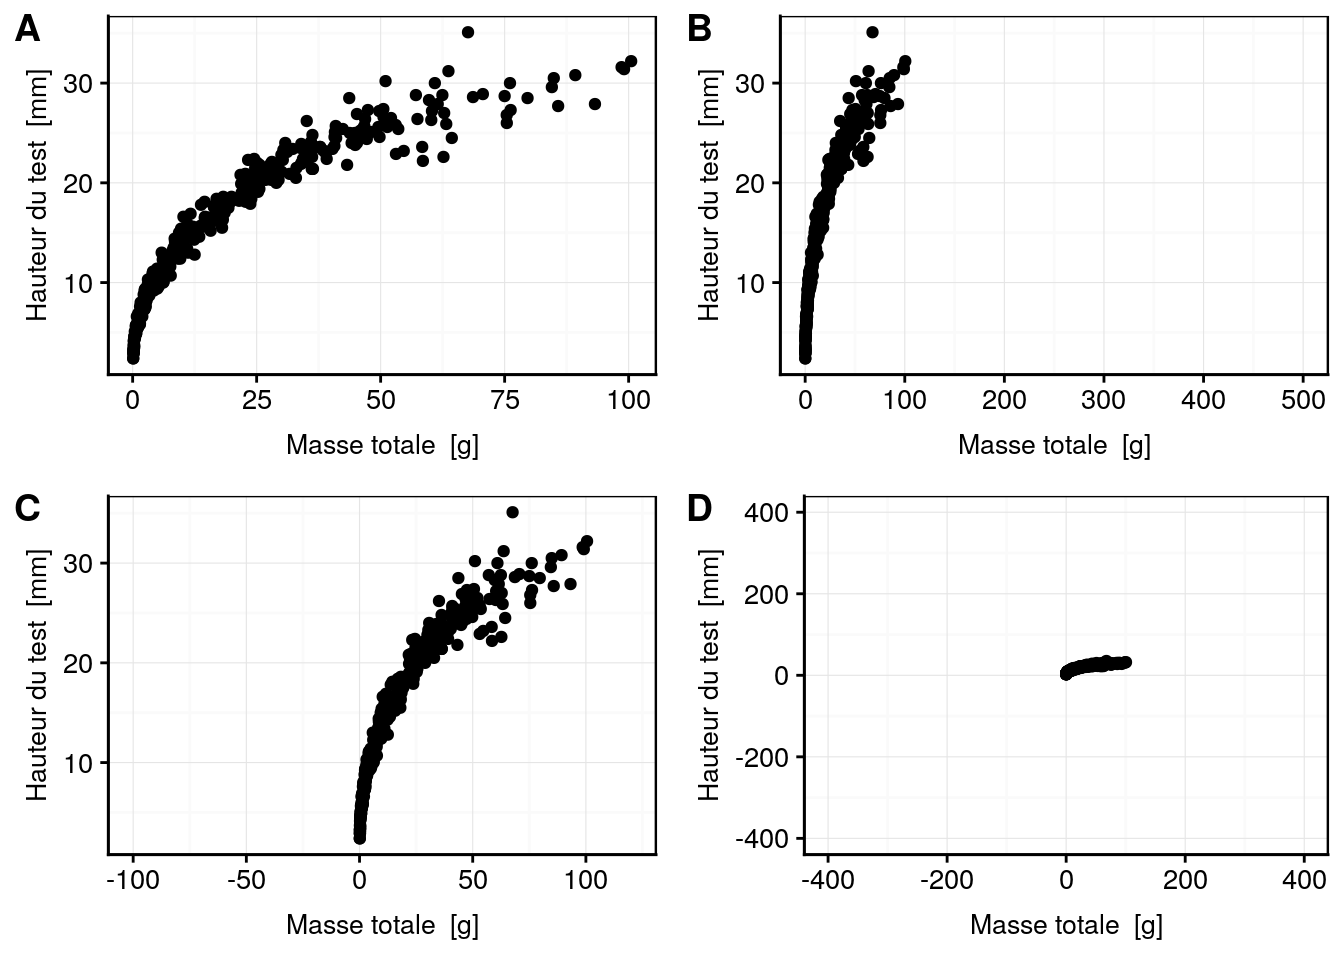 A
Hauteur du test  [mm]
30
20
10
0 25 50 75 100
Masse totale  [g]
B
Hauteur du test  [mm]
30
20
10
0 100 200 300 400 500
Masse totale  [g]
C
Hauteur du test  [mm]
30
20
10
-100 -50 0 50 100
Masse totale  [g]
D
Hauteur du test  [mm]
400
200
0
-200
-400
-400 -200 0 200 400
Masse totale  [g]